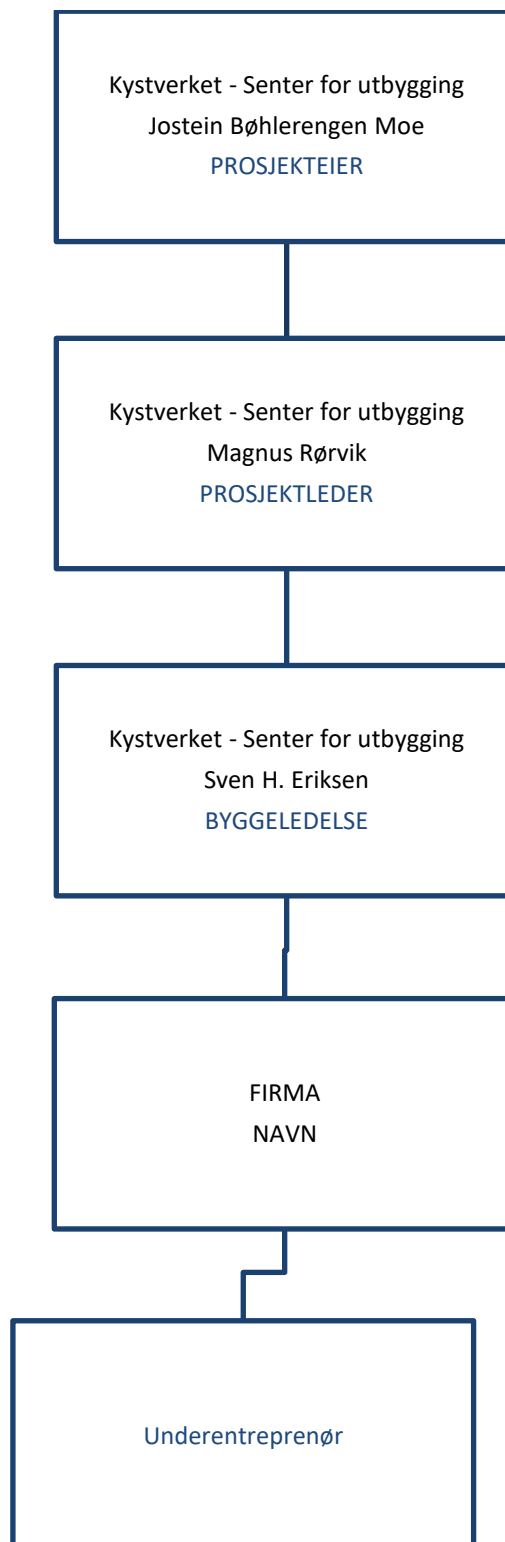 Kystverket - Senter for utbygging
Jostein Bøhlerengen Moe
PROSJEKTEIER
Kystverket - Senter for utbygging
Magnus Rørvik
PROSJEKTLEDER
Kystverket - Senter for utbygging
Sven H. Eriksen
BYGGELEDELSE
FIRMA
NAVN
Underentreprenør